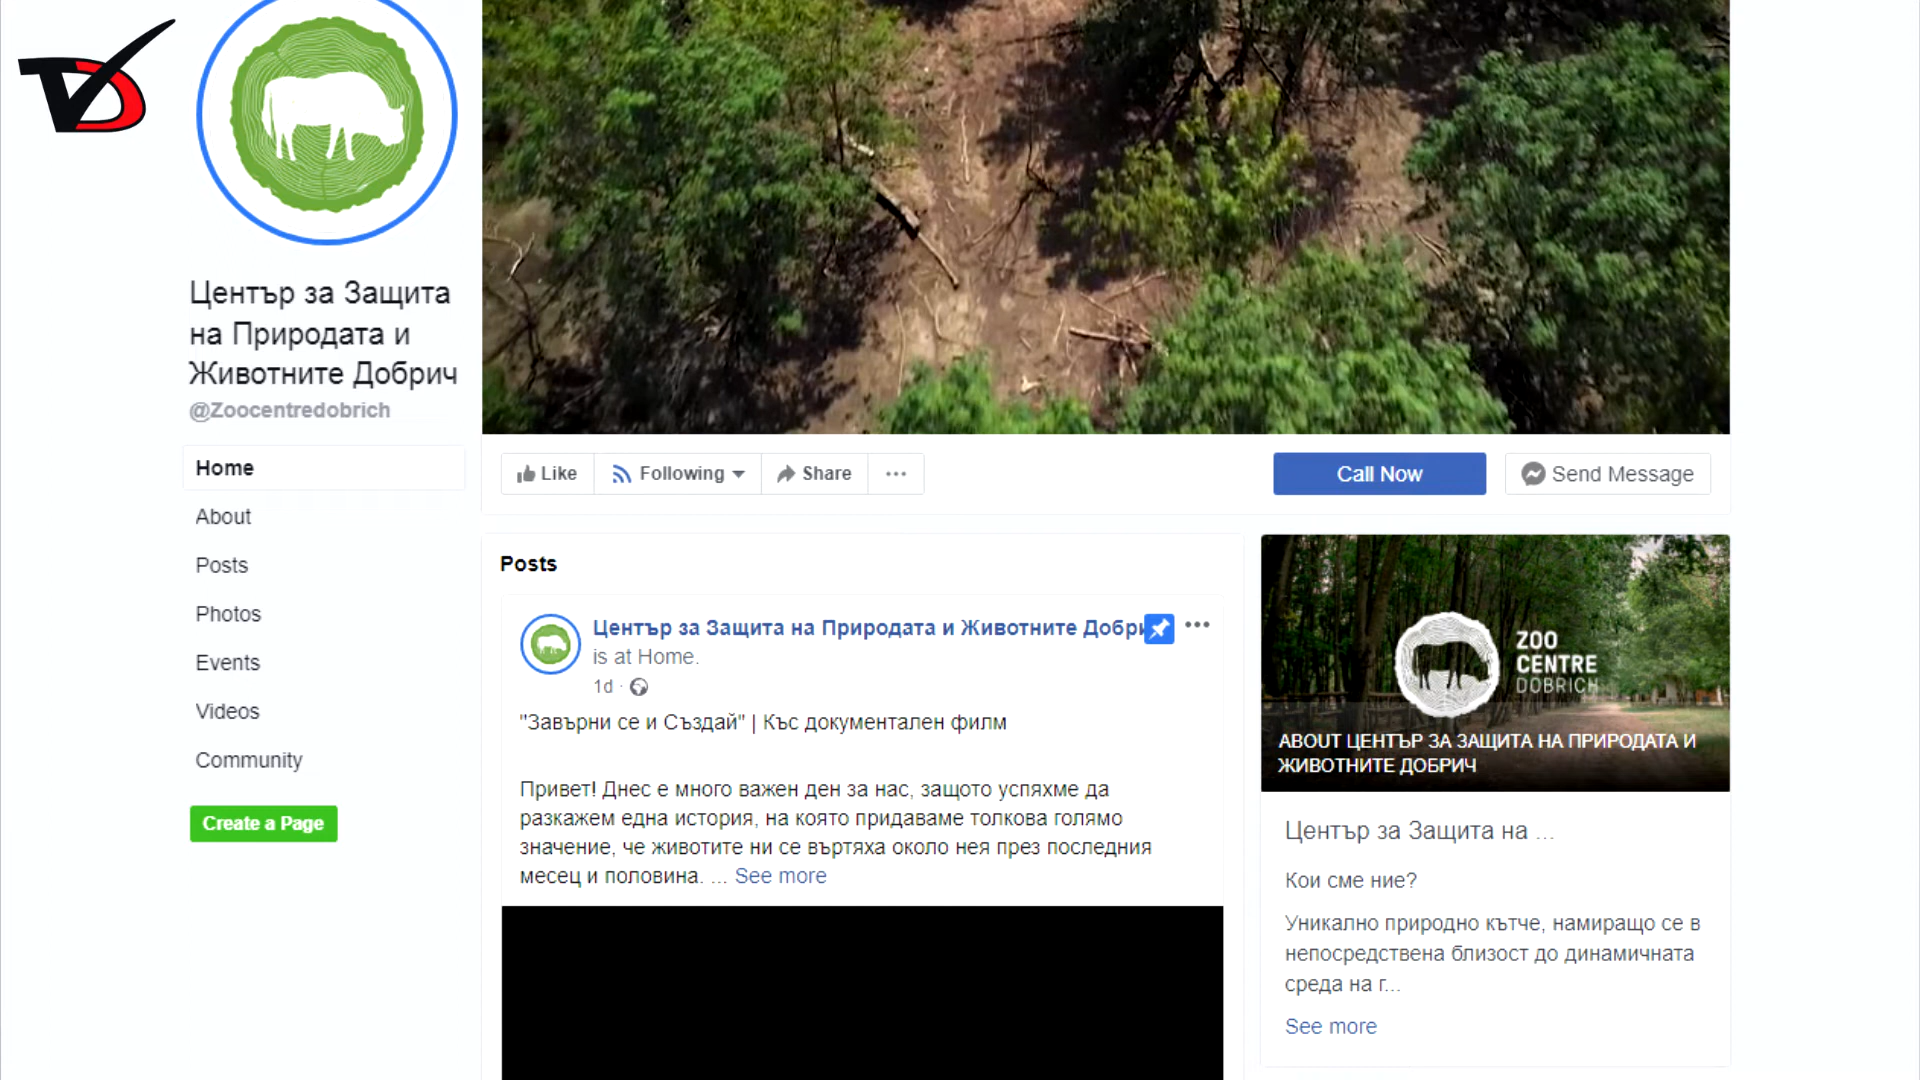 Център за Защита
на Природата и
Животните Добрич
@Zoocentredobrich
Home
About
Posts
Photos
Events
Videos
Community
Create a Page
Like
Following
Share
Call Now
Send Message
Posts
Център за Защита на Природата и Животните Добри
is at Home.
1d ·
"Завърни се и Създай" | Къс документален филм
Привет! Днес е много важен ден за нас, защото успяхме да
разкажем една история, на която придаваме толкова голямо
значение, че животите ни се въртяха около нея през последния
месец и половина. ... See more
ZOO
CENTRE
DOBRICH
ABOUT ЦЕНТЪР ЗА ЗАЩИТА НА ПРИРОДАТА И
ЖИВОТНИТЕ ДОБРИЧ
Център за Защита на ...
Кои сме ние?
Уникално природно кътче, намиращо се в
непосредствена близост до динамичната
среда на г...
See more